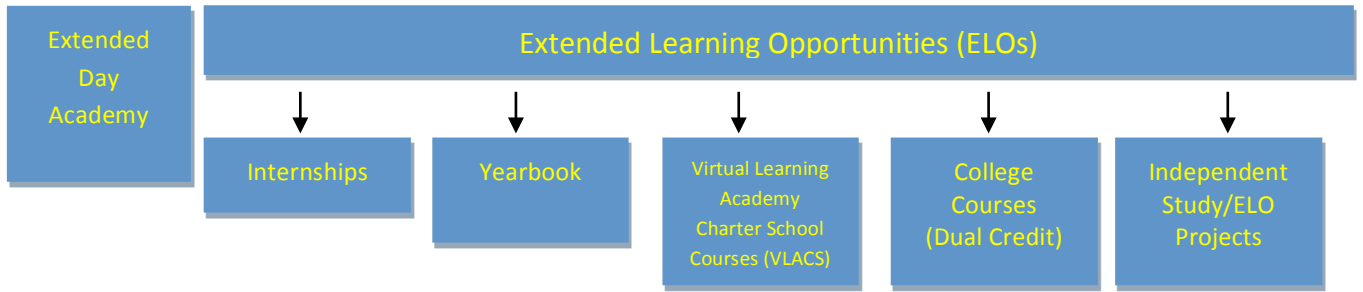 Extended
Day
Academy
Extended Learning Opportunities (ELOs)
Internships
Yearbook
Virtual Learning
Academy
Charter School
Courses (VLACS)
College
Courses
(Dual Credit)
Independent
Study/ELO
Projects